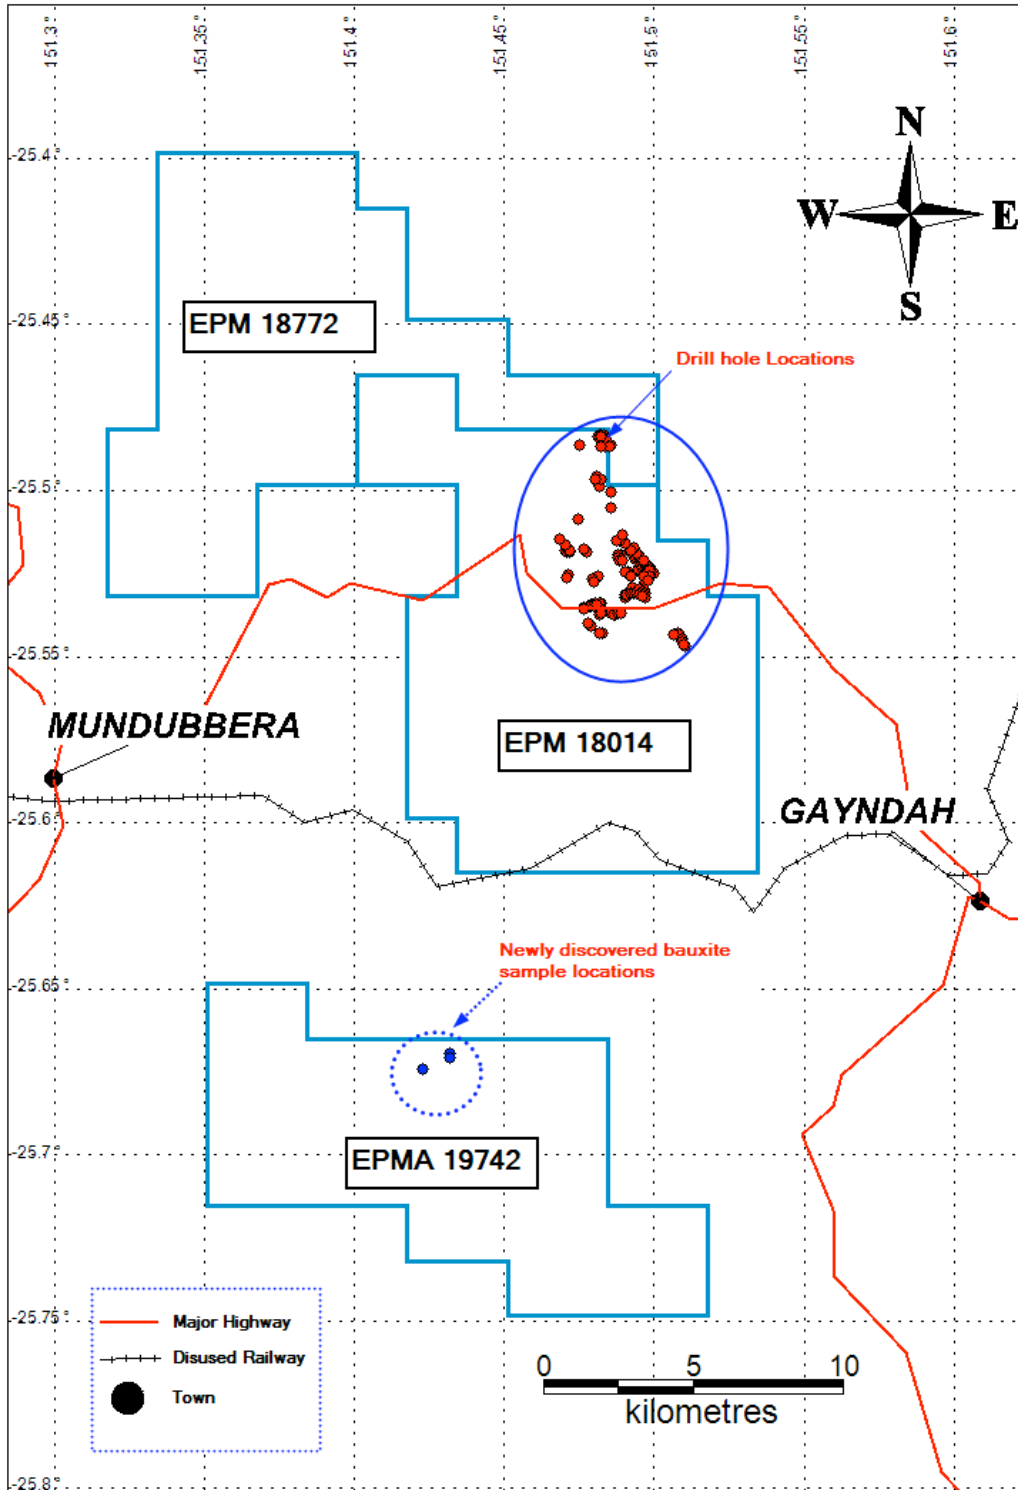 151.3°
151.35°
151.4°
151.45°
151.5°
151.55°
151.6°
N
-25.4°
W
E
S
EPM 18772
-25.45°
Drill hole Locations
-25.5°
-25.55°
MUNDUBBERA
EPM 18014
GAYNDAH
-25.6°
Newly discovered bauxite
sample locations
-25.65°
-25.7°
EPMA 19742
-25.75°
Major Highway
Disused Railway
Town
0 5 10
kilometres
-25.8°